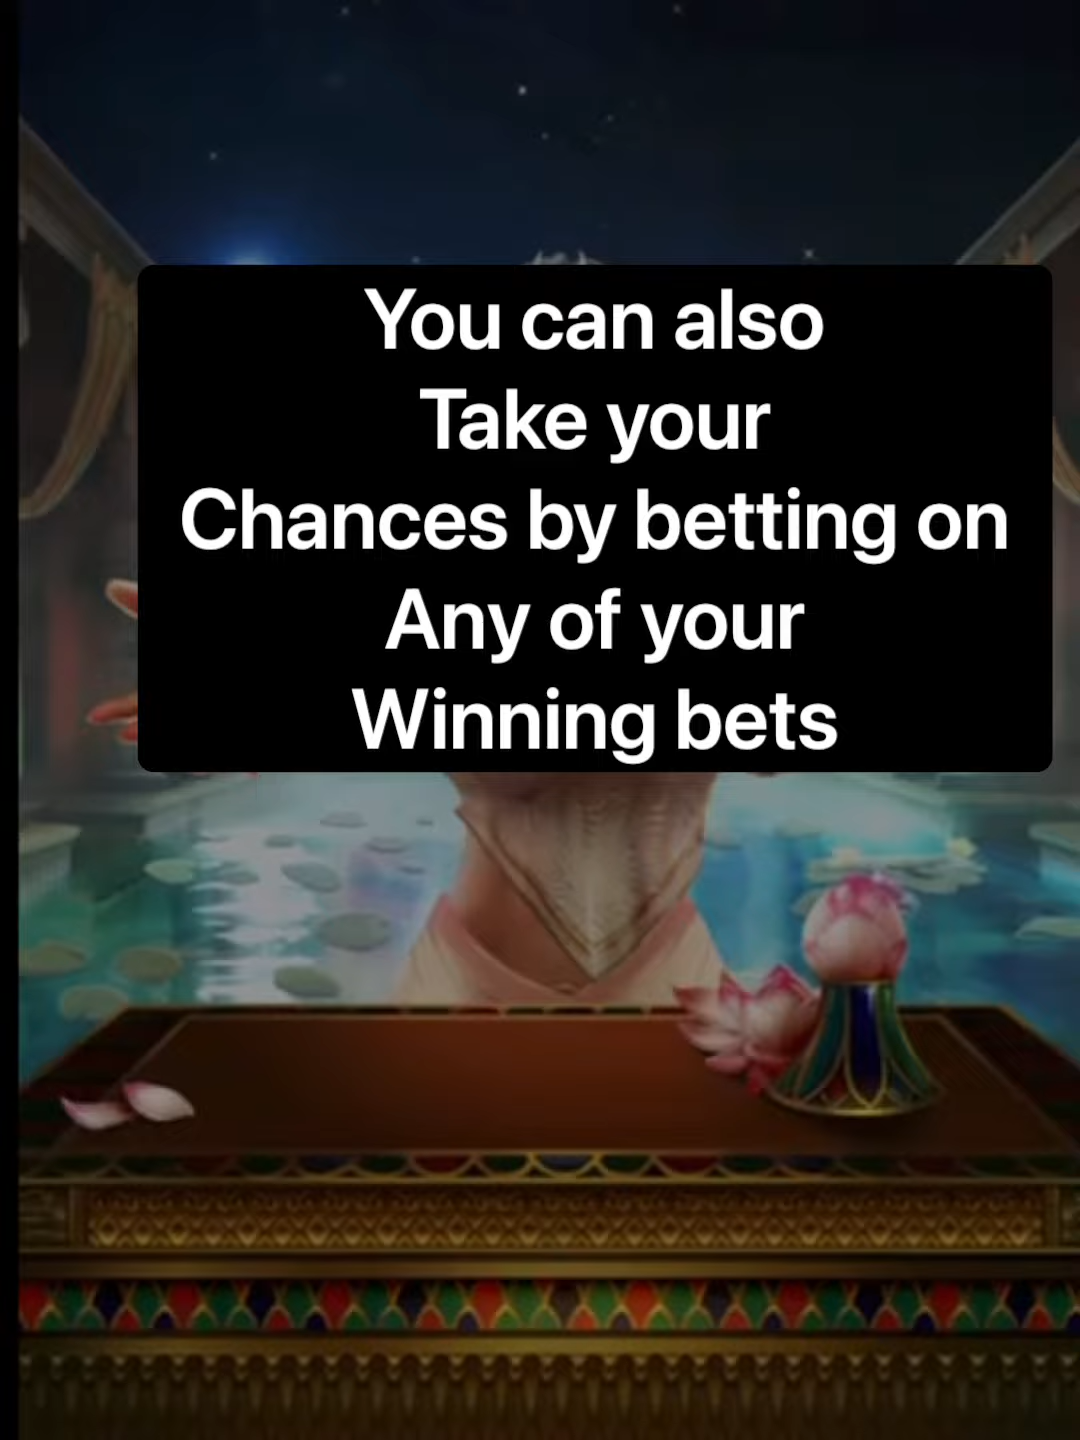 You can also
Take your
Chances by betting on
Any of your
Winning bets